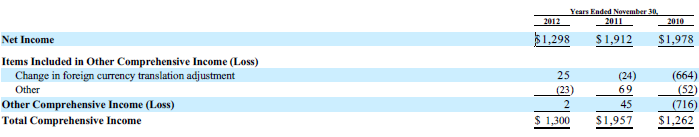 Years Ended November 30,
2012 2011 2010
Net Income $1,298 $1,912 $1,978
Items Included in Other Comprehensive Income (Loss)
Change in foreign currency translation adjustment 25 (24) (664)
Other (23) 69 (52)
Other Comprehensive Income (Loss) 2 45 (716)
Total Comprehensive Income $ 1,300 $1,957 $1,262